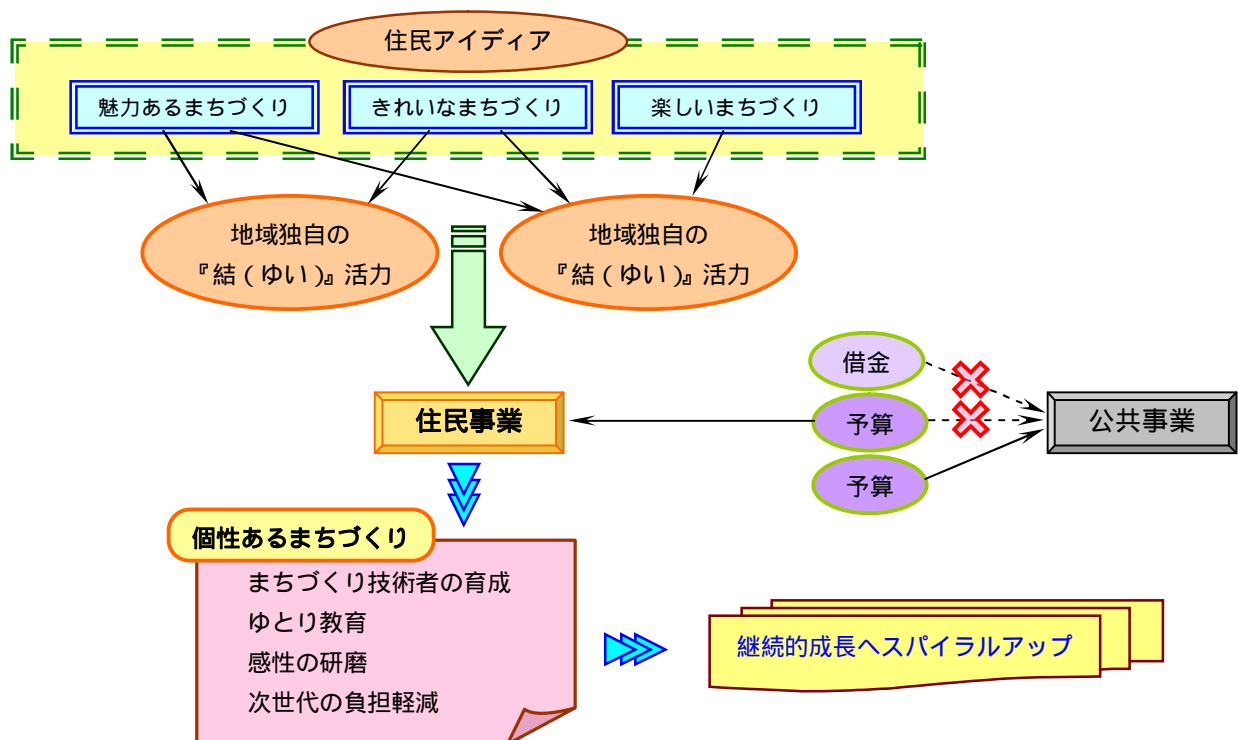 住民アイディア
魅力あるまちづくり
きれいなまちづくり
楽しいまちづくり
地域独自の
『結(ゆい)』活力
地域独自の
『結(ゆい)』活力
借金
住民事業
予算
公共事業
予算
個性あるまちづくり
まちづくり技術者の育成
ゆとり教育
感性の研磨
次世代の負担軽減
継続的成長へスパイラルアップ